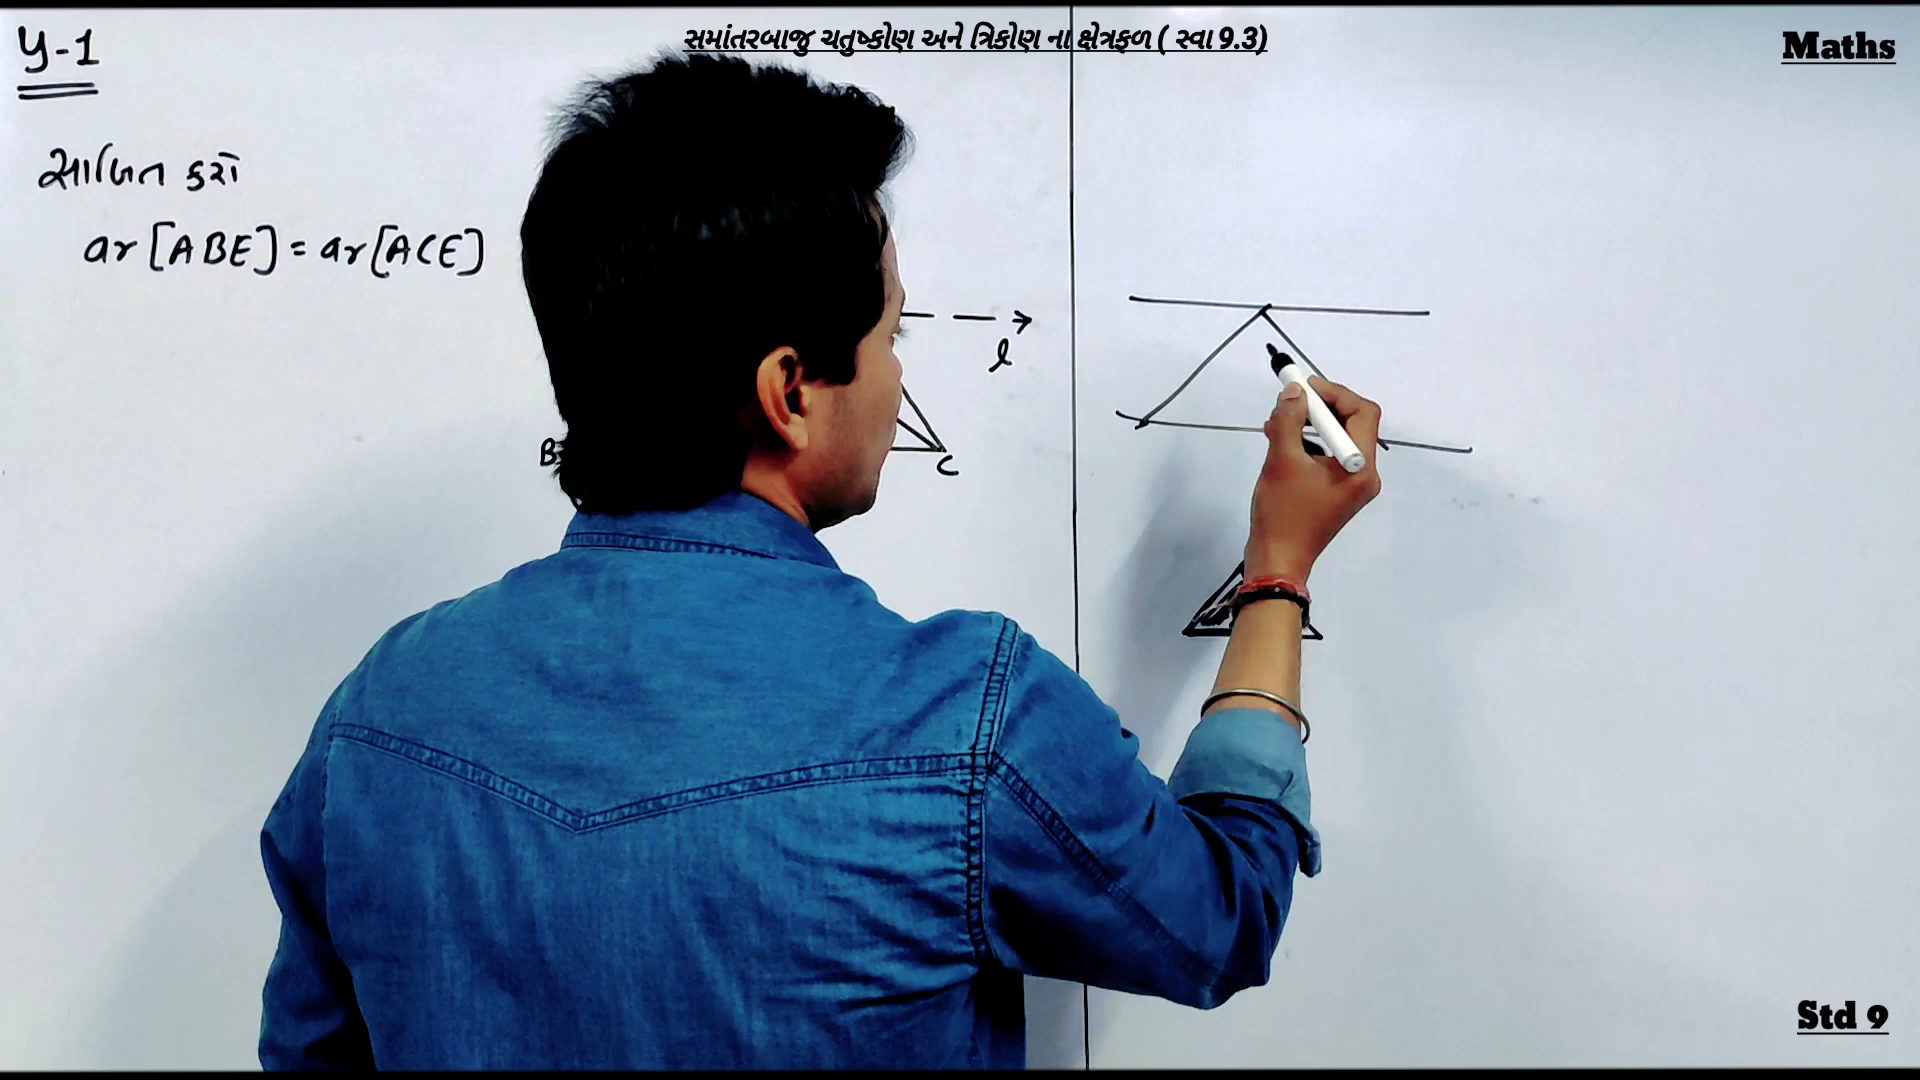 સમાંતરબાજુ ચતુષ્કોણ અને ત્રિકોણ ના ક્ષેત્રફળ ( સ્વા 9.3)
Maths
પ્ર-1
સાબિત કરો
ar [ABE] = ar [ACE]
l
B
C
Std 9